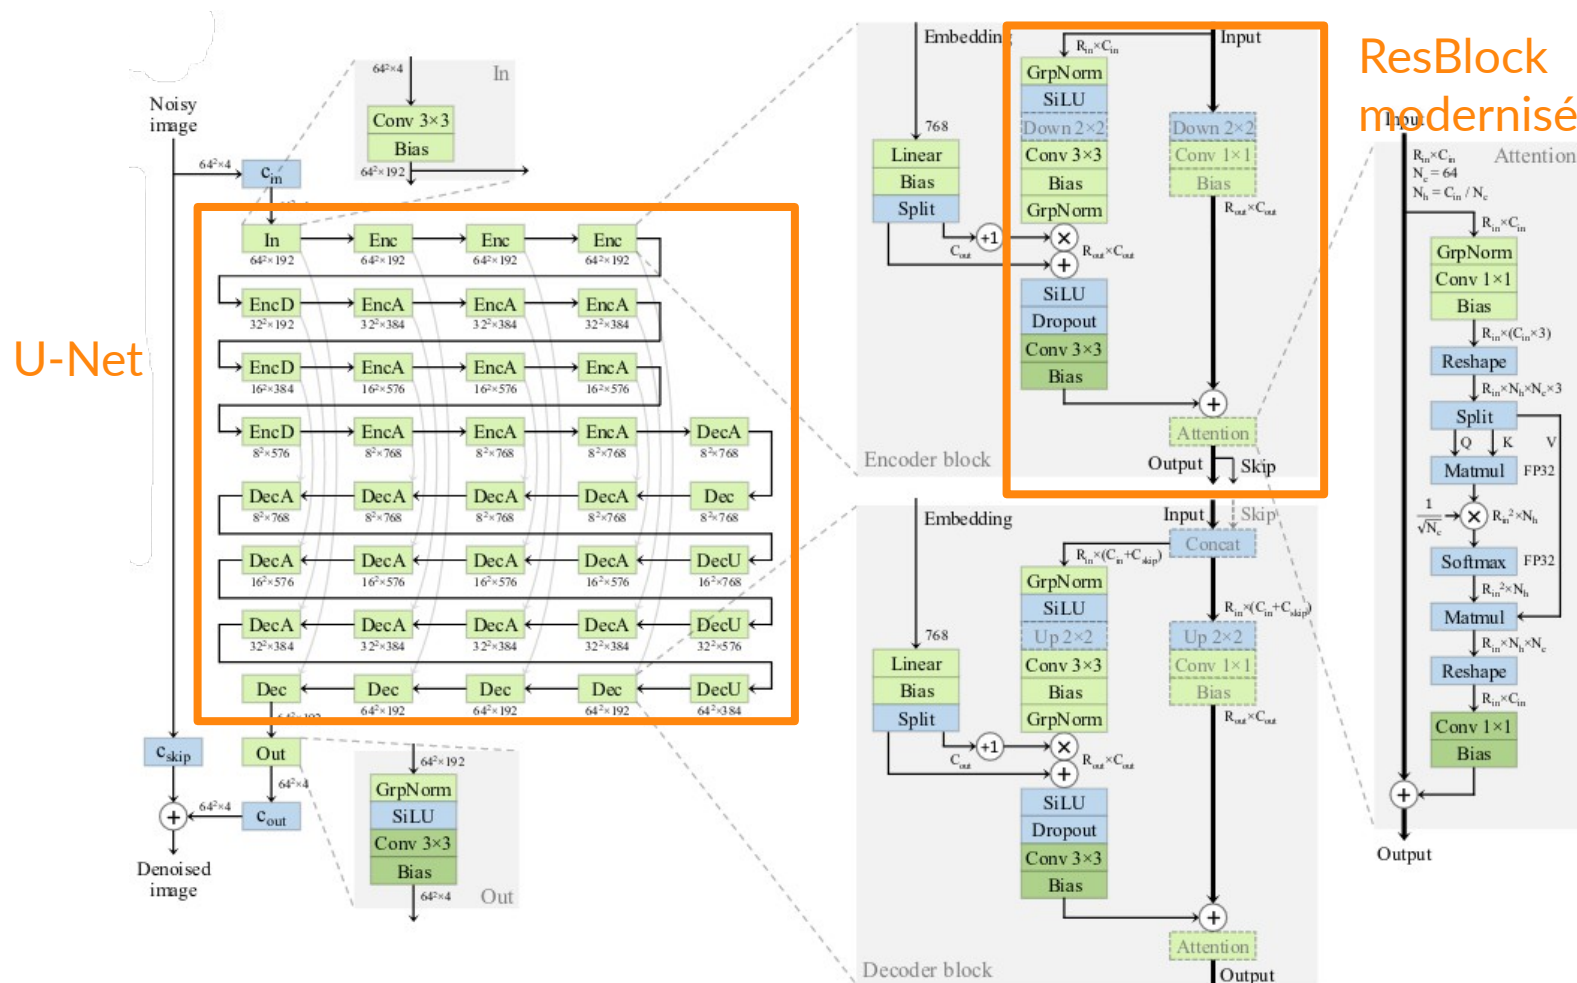 U-Net
ResBlock
modernisé
Noisy
image
64²×4
c_in
64²×4
In
Conv 3×3
Bias
64²×192
In
64²×192
Enc
64²×192
Enc
64²×192
Enc
64²×192
EncD
32²×192
EncA
32²×384
EncA
32²×384
EncA
32²×384
EncD
16²×384
EncA
16²×576
EncA
16²×576
EncA
16²×576
EncD
8²×576
EncA
8²×768
EncA
8²×768
EncA
8²×768
DecA
8²×768
DecA
8²×768
DecA
8²×768
DecA
8²×768
DecA
8²×768
Dec
8²×768
DecA
16²×576
DecA
16²×576
DecA
16²×576
DecA
16²×576
DecU
16²×768
DecA
32²×384
DecA
32²×384
DecA
32²×384
DecA
32²×384
DecU
32²×576
Dec
64²×192
Dec
64²×192
Dec
64²×192
Dec
64²×192
DecU
64²×384
c_skip
Out
64²×4
c_out
64²×4
+
Denoised
image
64²×192
GrpNorm
SiLU
Conv 3×3
Bias
64²×4
Out
Embedding
768
Linear
Bias
Split
C_out
+1
R_in×C_in
Input
GrpNorm
SiLU
Down 2×2
Conv 3×3
Bias
GrpNorm
×
+
R_out×C_out
SiLU
Dropout
Conv 3×3
Bias
Down 2×2
Conv 1×1
Bias
R_out×C_out
+
Attention
Output
Skip
Encoder block
Embedding
768
Linear
Bias
Split
C_out
+1
Input
Skip
Concat
R_in×(C_in+C_skip)
GrpNorm
SiLU
Up 2×2
Conv 3×3
Bias
GrpNorm
×
+
R_out×C_out
SiLU
Dropout
Conv 3×3
Bias
R_in×(C_in+C_skip)
Up 2×2
Conv 1×1
Bias
R_out×C_out
+
Attention
Output
Decoder block
Input
Attention
R_in×C_in
N_c = 64
N_h = C_in / N_c
R_in×C_in
GrpNorm
Conv 1×1
Bias
R_in×(C_in×3)
Reshape
R_in×N_h×N_c×3
Split
Q
K
V
Matmul
FP32
1/√N_c
×
R_in²×N_h
Softmax
FP32
R_in²×N_h
Matmul
R_in×N_h×N_c
Reshape
R_in×C_in
Conv 1×1
Bias
+
Output